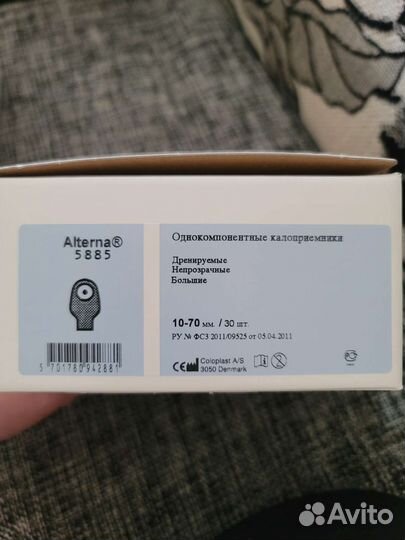 Alterna®
5885
5 701780 942881
Однокомпонентные калоприемники
Дренируемые
Непрозрачные
Большие
10-70 мм. / 30 шт.
РУ № ФСЗ 2011/09525 от 05.04.2011
CE
Coloplast A/S
3050 Denmark
Avito